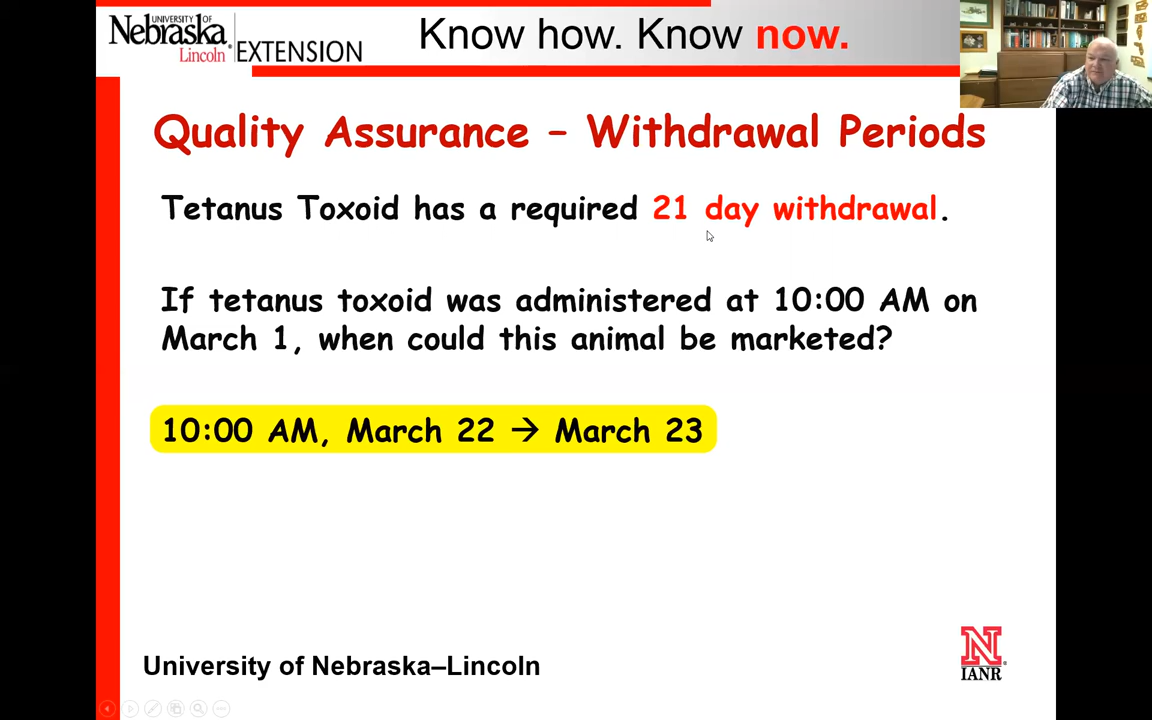 UNIVERSITY OF
Nebraska
Lincoln
EXTENSION
Know how. Know now.
Quality Assurance – Withdrawal Periods
Tetanus Toxoid has a required 21 day withdrawal.
If tetanus toxoid was administered at 10:00 AM on
March 1, when could this animal be marketed?
10:00 AM, March 22 → March 23
University of Nebraska–Lincoln
N
IANR